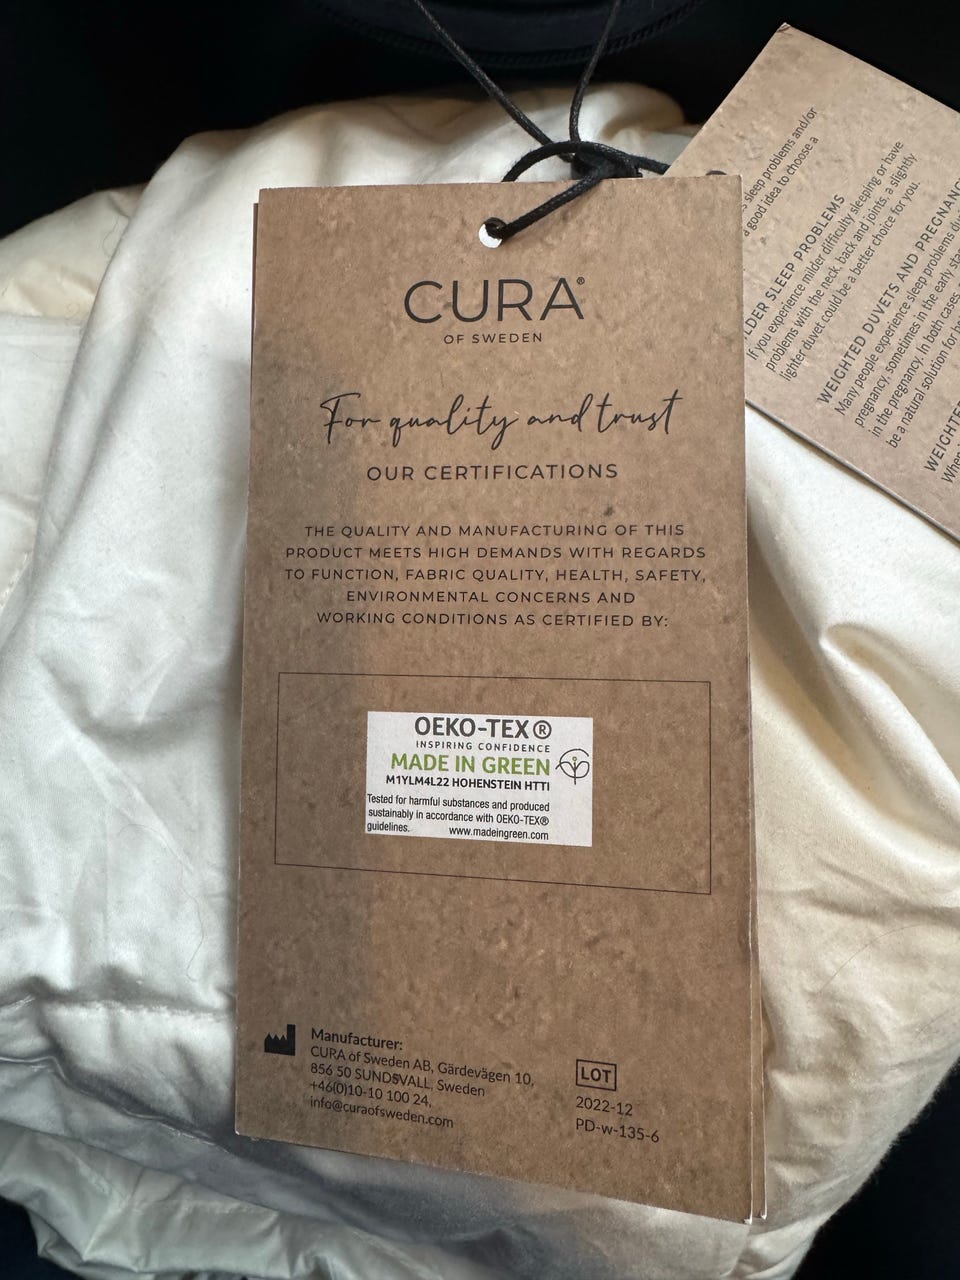 CURA®
OF SWEDEN
For quality and trust
OUR CERTIFICATIONS
THE QUALITY AND MANUFACTURING OF THIS
PRODUCT MEETS HIGH DEMANDS WITH REGARDS
TO FUNCTION, FABRIC QUALITY, HEALTH, SAFETY,
ENVIRONMENTAL CONCERNS AND
WORKING CONDITIONS AS CERTIFIED BY:
OEKO-TEX®
INSPIRING CONFIDENCE
MADE IN GREEN
M1YLM4L22 HOHENSTEIN HTTI
Tested for harmful substances and produced
sustainably in accordance with OEKO-TEX®
guidelines. www.madeingreen.com
Manufacturer:
CURA of Sweden AB, Gärdevägen 10,
856 50 SUNDSVALL, Sweden
+46(0)10-10 100 24,
info@curaofsweden.com
LOT
2022-12
PD-w-135-6
sleep problems and/or
a good idea to choose a
LDER SLEEP PROBLEMS
If you experience milder difficulty sleeping or have
problems with the neck, back and joints, a slightly
lighter duvet could be a better choice for you.
WEIGHTED DUVETS AND PREGNANC
Many people experience sleep problems
pregnancy, sometimes in the early
in the pregnancy. In both cases,
be a natural solution for
WEIGHTED